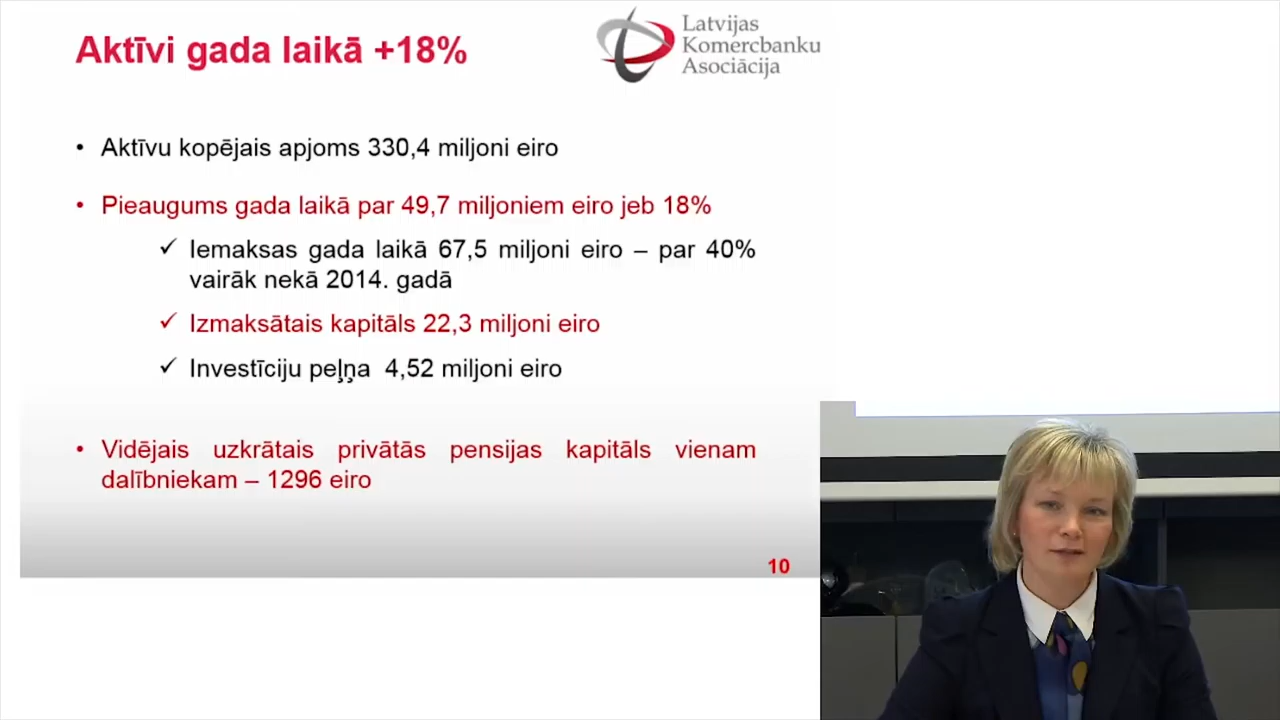 Aktīvi gada laikā +18%
Latvijas
Komercbanku
Asociācija
• Aktīvu kopējais apjoms 330,4 miljoni eiro
• Pieaugums gada laikā par 49,7 miljoniem eiro jeb 18%
✓ Iemaksas gada laikā 67,5 miljoni eiro – par 40%
vairāk nekā 2014. gadā
✓ Izmaksātais kapitāls 22,3 miljoni eiro
✓ Investīciju peļņa 4,52 miljoni eiro
• Vidējais uzkrātais privātās pensijas kapitāls vienam
dalībniekam – 1296 eiro
10